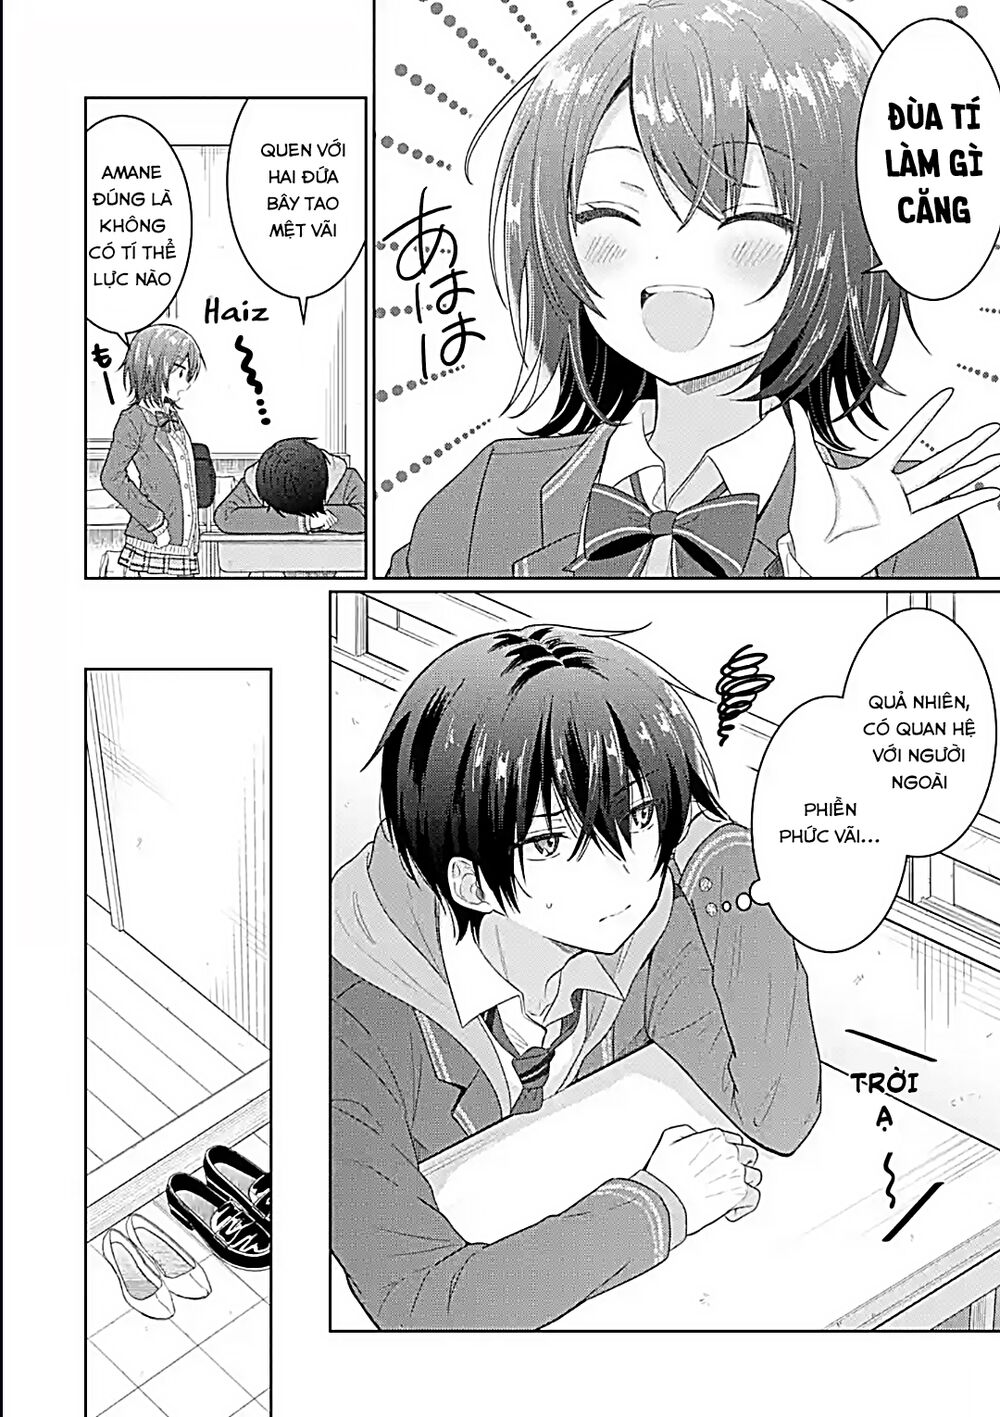 ĐÙA TÍ
LÀM GÌ
CĂNG
あはは
QUEN VỚI
HAI ĐỨA
BÂY TAO
MỆT VÃI
Haiz
AMANE
ĐÚNG LÀ
KHÔNG
CÓ TÍ THỂ
LỰC NÀO
もー
QUẢ NHIÊN,
CÓ QUAN HỆ
VỚI NGƯỜI
NGOÀI
PHIỀN
PHỨC VÃI...
TRỜI
Ạ